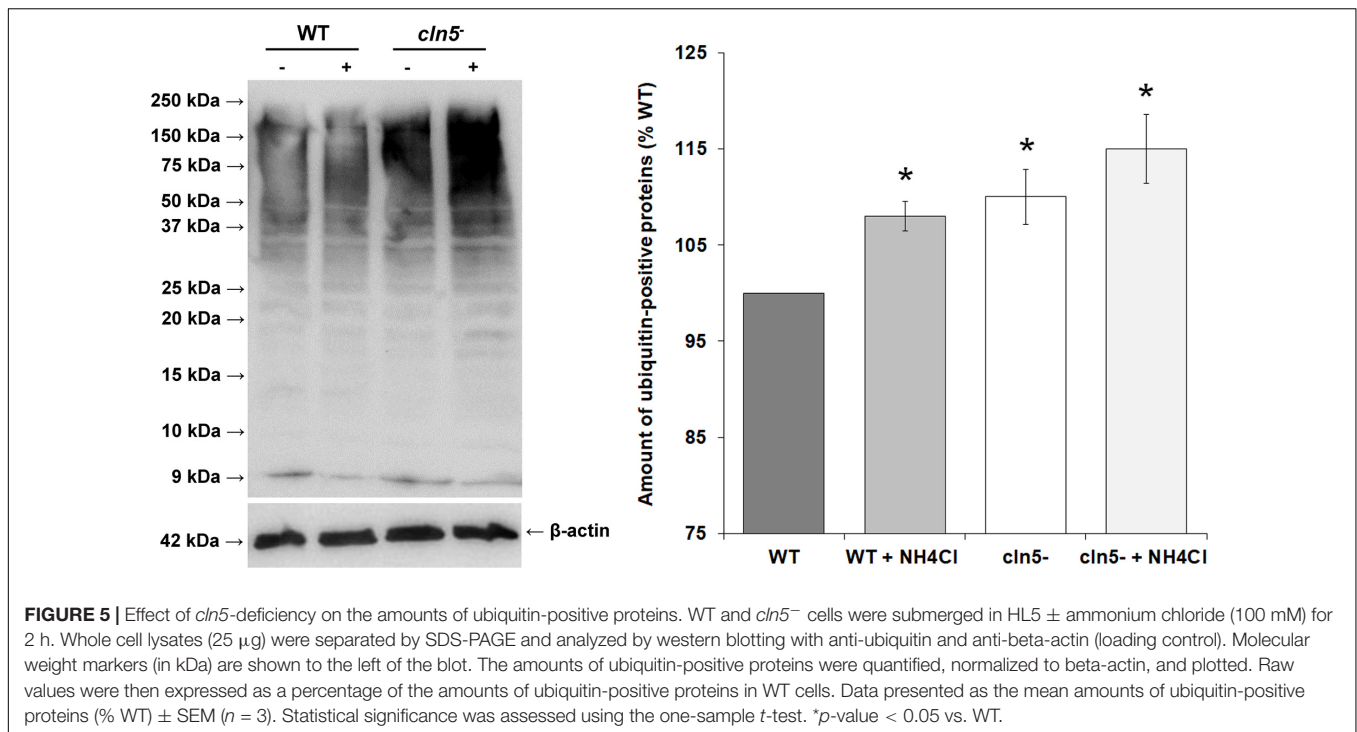 WT cln5-
- + - +
250 kDa →
150 kDa →
75 kDa →
50 kDa →
37 kDa →
25 kDa →
20 kDa →
15 kDa →
10 kDa →
9 kDa →
42 kDa →
← β-actin
Amount of ubiquitin-positive proteins (% WT)
125
115
105
95
85
75
* * *
WT WT + NH4Cl cln5- cln5- + NH4Cl
FIGURE 5 | Effect of cln5-deficiency on the amounts of ubiquitin-positive proteins. WT and cln5− cells were submerged in HL5 ± ammonium chloride (100 mM) for
2 h. Whole cell lysates (25 μg) were separated by SDS-PAGE and analyzed by western blotting with anti-ubiquitin and anti-beta-actin (loading control). Molecular
weight markers (in kDa) are shown to the left of the blot. The amounts of ubiquitin-positive proteins were quantified, normalized to beta-actin, and plotted. Raw
values were then expressed as a percentage of the amounts of ubiquitin-positive proteins in WT cells. Data presented as the mean amounts of ubiquitin-positive
proteins (% WT) ± SEM (n = 3). Statistical significance was assessed using the one-sample t-test. *p-value < 0.05 vs. WT.